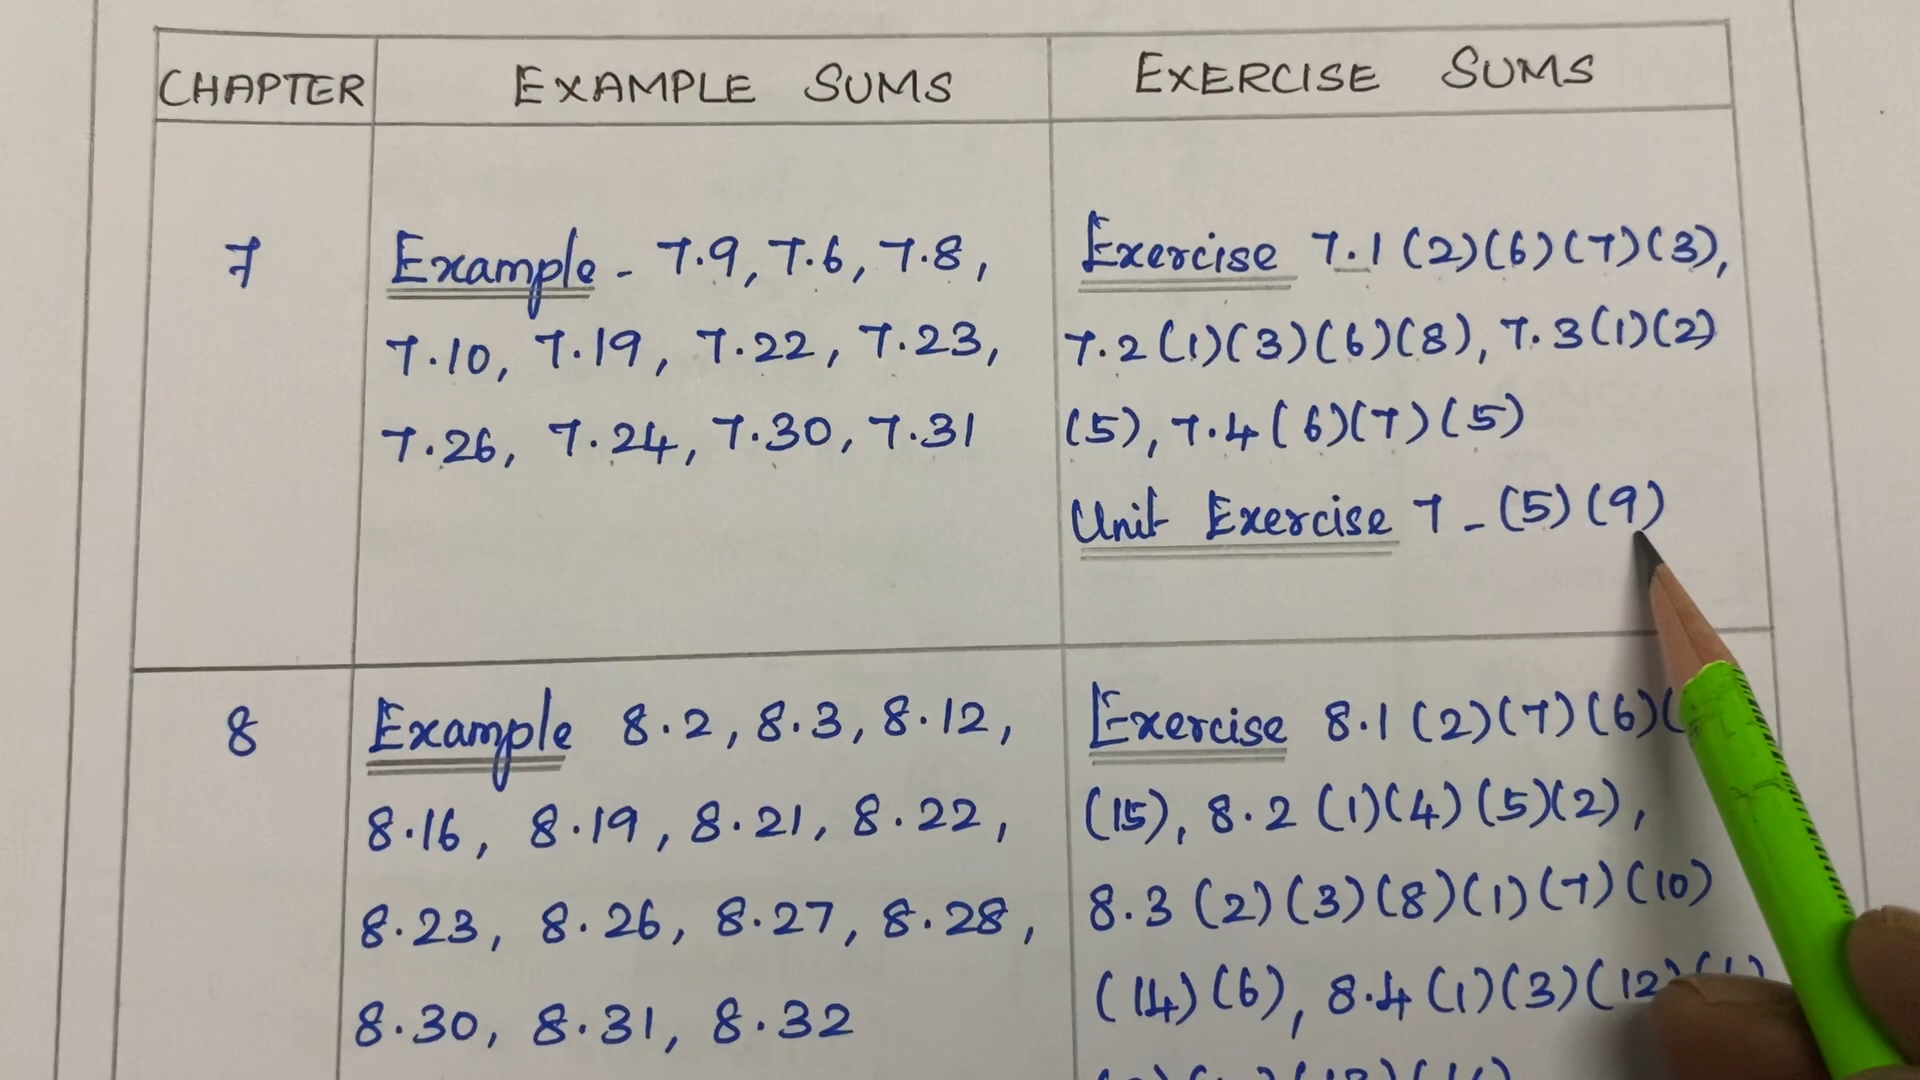 CHAPTER
EXAMPLE SUMS
EXERCISE SUMS
7
Example - 7.9, 7.6, 7.8,
7.10, 7.19, 7.22, 7.23,
7.26, 7.24, 7.30, 7.31
Exercise 7.1 (2)(6)(7)(3),
7.2 (1)(3)(6)(8), 7.3 (1)(2)
(5), 7.4 (6)(7)(5)
Unit Exercise 7 - (5)(9)
8
Example 8.2, 8.3, 8.12,
8.16, 8.19, 8.21, 8.22,
8.23, 8.26, 8.27, 8.28,
8.30, 8.31, 8.32
Exercise 8.1 (2)(7)(6)(
(15), 8.2 (1)(4)(5)(2),
8.3 (2)(3)(8)(1)(7)(10)
(14)(6), 8.4 (1)(3)(12)